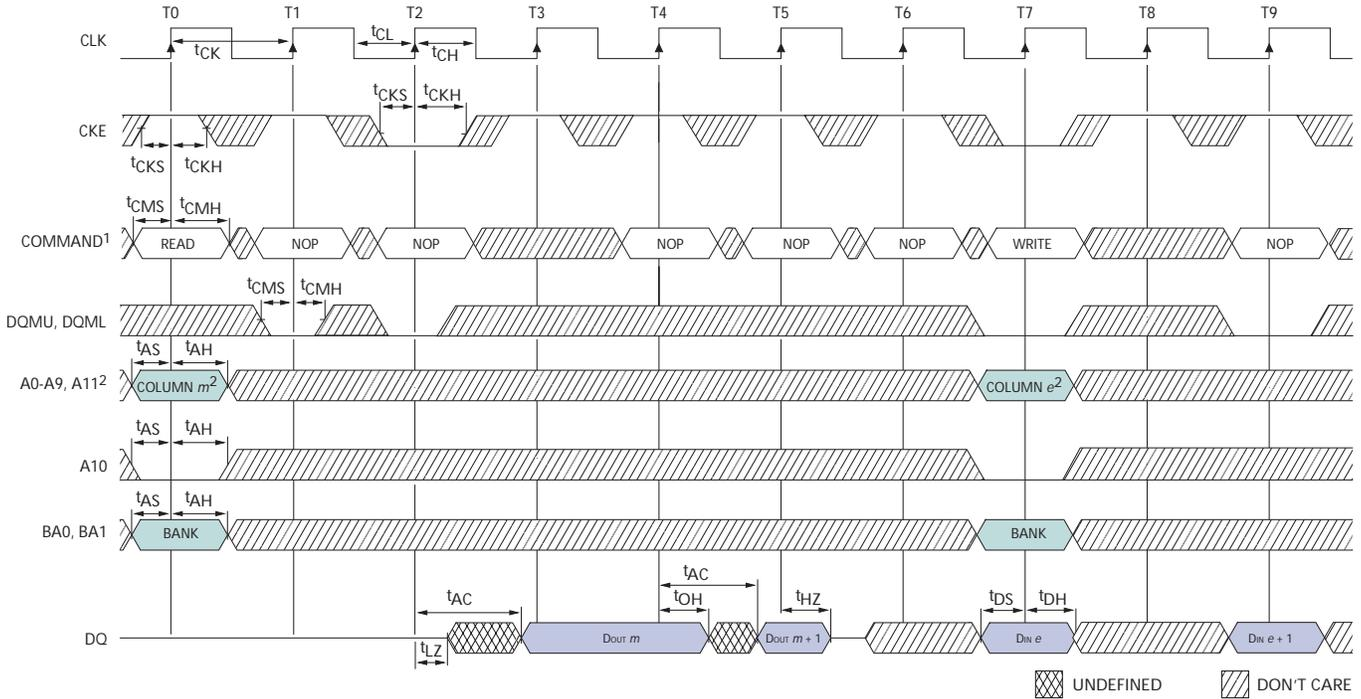 T0 T1 T2 T3 T4 T5 T6 T7 T8 T9
CLK
tCK tCL tCH
tCKS tCKH
CKE
tCKS tCKH
tCMS tCMH
COMMAND1 READ NOP NOP NOP NOP NOP WRITE NOP
tCMS tCMH
DQMU, DQML
tAS tAH
A0-A9, A112 COLUMN m2 COLUMN e2
tAS tAH
A10
tAS tAH
BA0, BA1 BANK BANK
tAC tAC tOH tHZ tDS tDH
DQ DOUT m DOUT m + 1 DIN e DIN e + 1
tLZ
UNDEFINED DON'T CARE